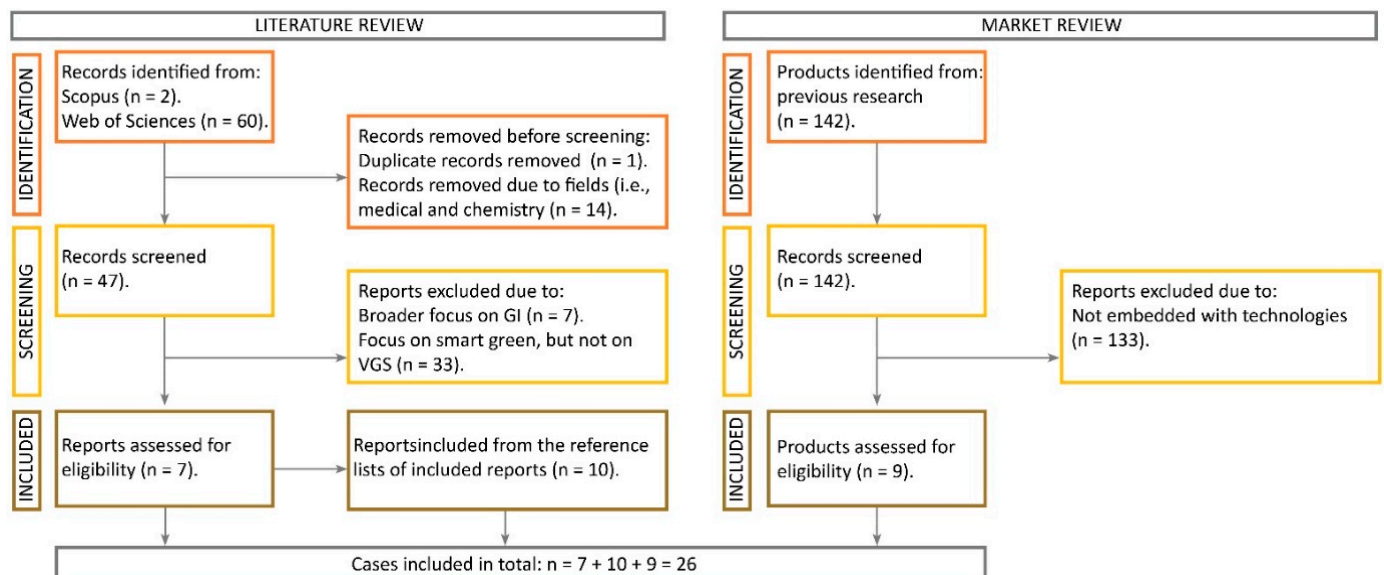 LITERATURE REVIEW
IDENTIFICATION
Records identified from:
Scopus (n = 2).
Web of Sciences (n = 60).
Records removed before screening:
Duplicate records removed (n = 1).
Records removed due to fields (i.e.,
medical and chemistry (n = 14).
SCREENING
Records screened
(n = 47).
Reports excluded due to:
Broader focus on GI (n = 7).
Focus on smart green, but not on
VGS (n = 33).
INCLUDED
Reports assessed for
eligibility (n = 7).
Reportsincluded from the reference
lists of included reports (n = 10).
MARKET REVIEW
IDENTIFICATION
Products identified from:
previous research
(n = 142).
SCREENING
Records screened
(n = 142).
Reports excluded due to:
Not embedded with technologies
(n = 133).
INCLUDED
Products assessed for
eligibility (n = 9).
Cases included in total: n = 7 + 10 + 9 = 26